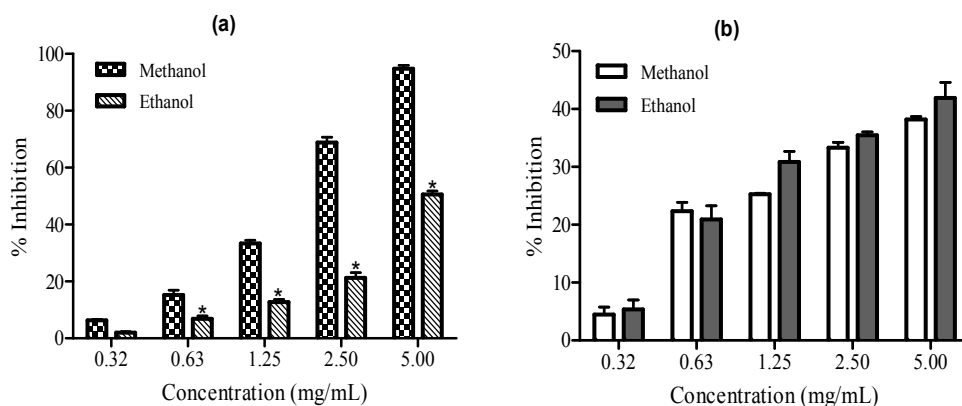 (a)
% Inhibition
100
80
60
40
20
0
Methanol
Ethanol
*
*
*
*
0.32 0.63 1.25 2.50 5.00
Concentration (mg/mL)
(b)
% Inhibition
50
40
30
20
10
0
Methanol
Ethanol
0.32 0.63 1.25 2.50 5.00
Concentration (mg/mL)